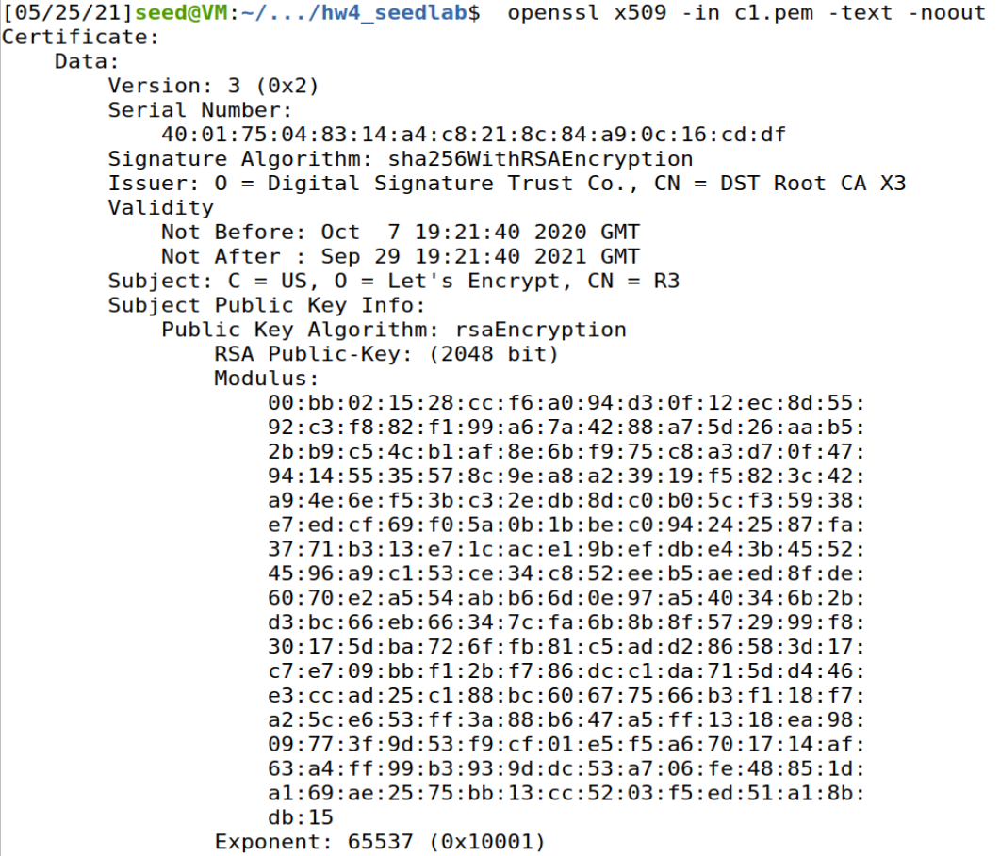 [05/25/21]seed@VM:~/.../hw4_seedlab$  openssl x509 -in c1.pem -text -noout
Certificate:
    Data:
        Version: 3 (0x2)
        Serial Number:
            40:01:75:04:83:14:a4:c8:21:8c:84:a9:0c:16:cd:df
        Signature Algorithm: sha256WithRSAEncryption
        Issuer: O = Digital Signature Trust Co., CN = DST Root CA X3
        Validity
            Not Before: Oct  7 19:21:40 2020 GMT
            Not After : Sep 29 19:21:40 2021 GMT
        Subject: C = US, O = Let's Encrypt, CN = R3
        Subject Public Key Info:
            Public Key Algorithm: rsaEncryption
                RSA Public-Key: (2048 bit)
                Modulus:
                    00:bb:02:15:28:cc:f6:a0:94:d3:0f:12:ec:8d:55:
                    92:c3:f8:82:f1:99:a6:7a:42:88:a7:5d:26:aa:b5:
                    2b:b9:c5:4c:b1:af:8e:6b:f9:75:c8:a3:d7:0f:47:
                    94:14:55:35:57:8c:9e:a8:a2:39:19:f5:82:3c:42:
                    a9:4e:6e:f5:3b:c3:2e:db:8d:c0:b0:5c:f3:59:38:
                    e7:ed:cf:69:f0:5a:0b:1b:be:c0:94:24:25:87:fa:
                    37:71:b3:13:e7:1c:ac:e1:9b:ef:db:e4:3b:45:52:
                    45:96:a9:c1:53:ce:34:c8:52:ee:b5:ae:ed:8f:de:
                    60:70:e2:a5:54:ab:b6:6d:0e:97:a5:40:34:6b:2b:
                    d3:bc:66:eb:66:34:7c:fa:6b:8b:8f:57:29:99:f8:
                    30:17:5d:ba:72:6f:fb:81:c5:ad:d2:86:58:3d:17:
                    c7:e7:09:bb:f1:2b:f7:86:dc:c1:da:71:5d:d4:46:
                    e3:cc:ad:25:c1:88:bc:60:67:75:66:b3:f1:18:f7:
                    a2:5c:e6:53:ff:3a:88:b6:47:a5:ff:13:18:ea:98:
                    09:77:3f:9d:53:f9:cf:01:e5:f5:a6:70:17:14:af:
                    63:a4:ff:99:b3:93:9d:dc:53:a7:06:fe:48:85:1d:
                    a1:69:ae:25:75:bb:13:cc:52:03:f5:ed:51:a1:8b:
                    db:15
                Exponent: 65537 (0x10001)